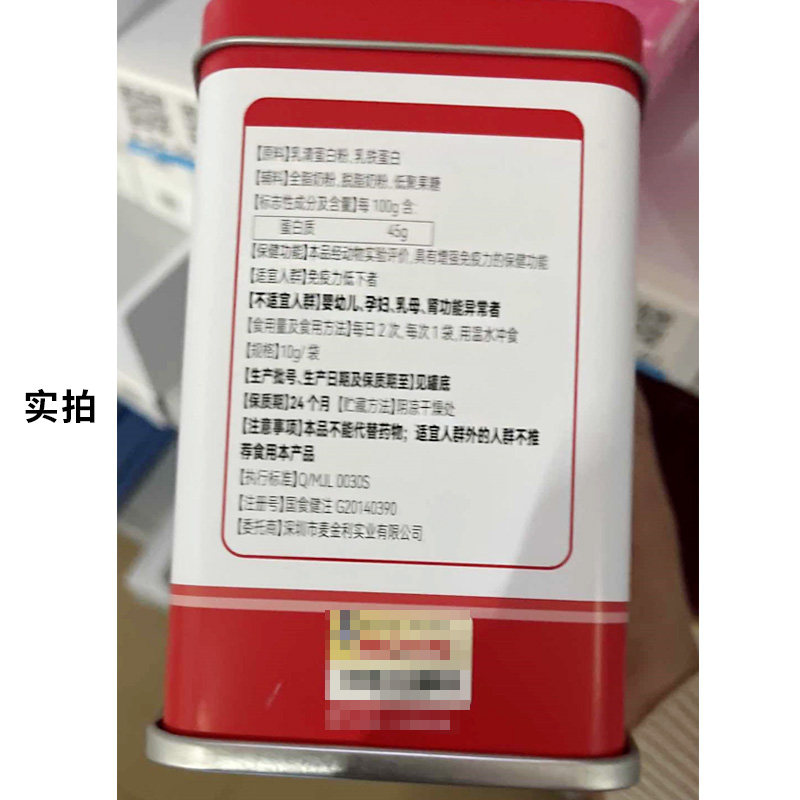 【原料】乳清蛋白粉、乳铁蛋白
【辅料】全脂奶粉、脱脂奶粉、低聚果糖
【标志性成分及含量】每 100g 含:
蛋白质 45g
【保健功能】本品经动物实验评价,具有增强免疫力的保健功能
【适宜人群】免疫力低下者
【不适宜人群】婴幼儿、孕妇、乳母、肾功能异常者
【食用量及食用方法】每日 2 次,每次 1 袋,用温水冲食
【规格】10g/ 袋
【生产批号、生产日期及保质期至】见罐底
【保质期】24 个月 【贮藏方法】阴凉干燥处
【注意事项】本品不能代替药物；适宜人群外的人群不推
荐食用本产品
【执行标准】Q/MJL 0030S
【注册号】国食健注 G20140390
【委托商】深圳市麦金利实业有限公司
实拍